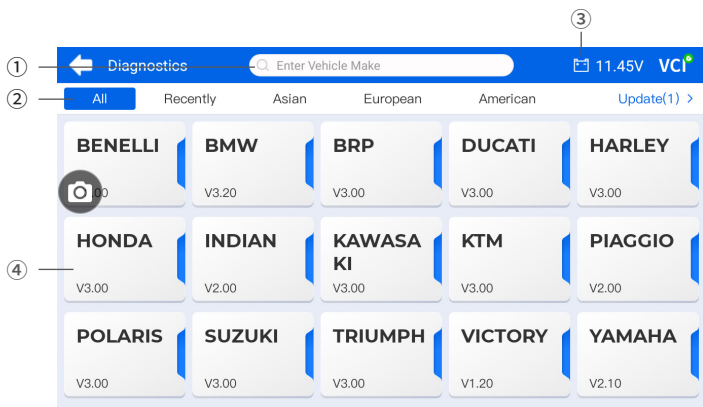 ③
① Diagnostics Enter Vehicle Make 11.45V VCI
② All Recently Asian European American Update(1) >
BENELLI BMW BRP DUCATI HARLEY
.00 V3.20 V3.00 V3.00 V3.00
HONDA INDIAN KAWASA KTM PIAGGIO
KI
④
V3.00 V2.00 V3.00 V3.00 V2.00
POLARIS SUZUKI TRIUMPH VICTORY YAMAHA
V3.00 V3.00 V3.00 V1.20 V2.10